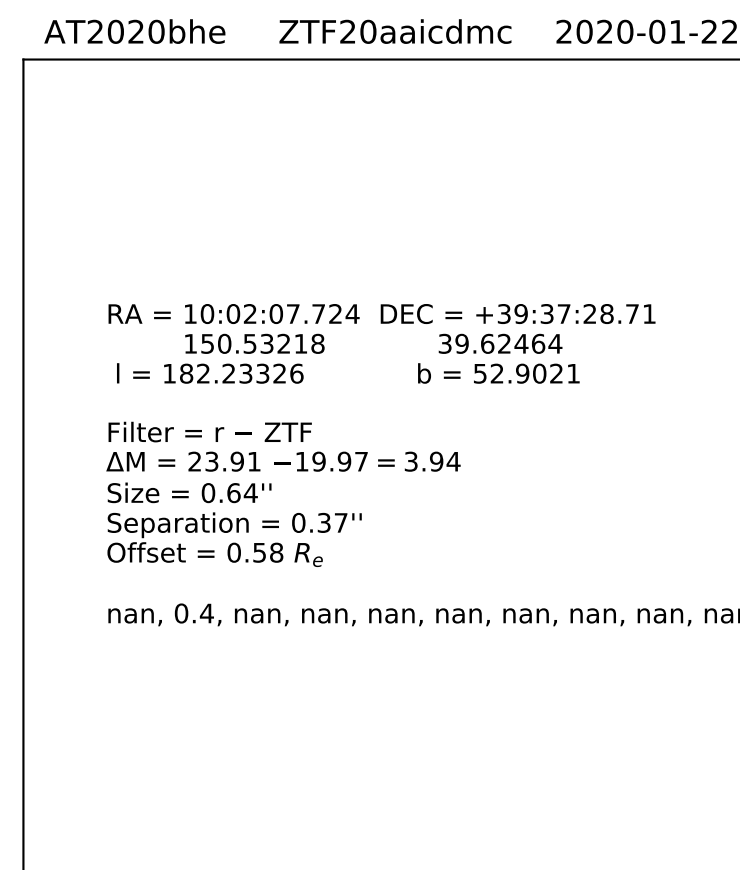 AT2020bhe ZTF20aaicdmc 2020-01-22
RA = 10:02:07.724 DEC = +39:37:28.71
150.53218 39.62464
l = 182.23326 b = 52.9021
Filter = r − ZTF
ΔM = 23.91 −19.97 = 3.94
Size = 0.64''
Separation = 0.37''
Offset = 0.58 Re
nan, 0.4, nan, nan, nan, nan, nan, nan, nan,